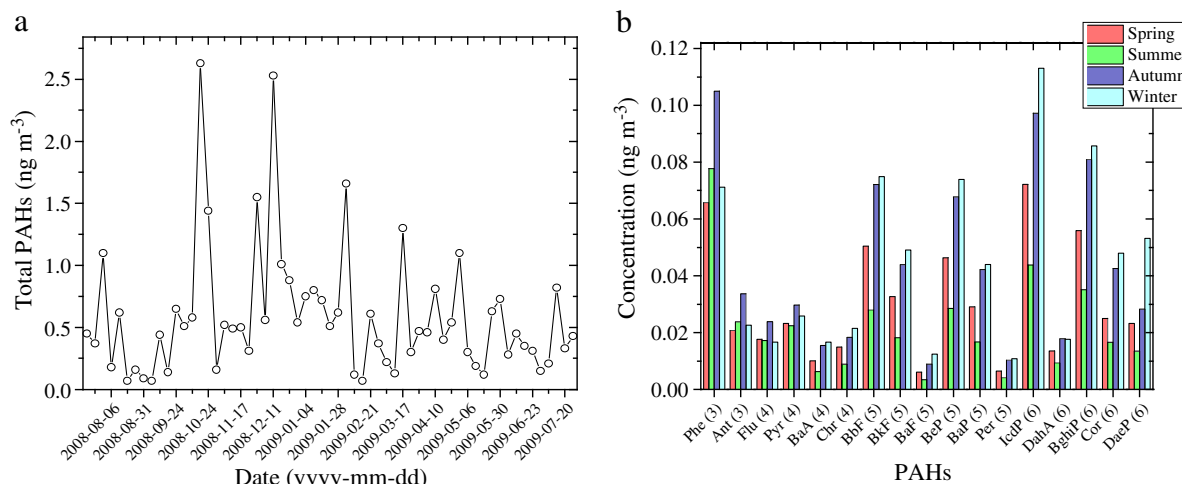 a
Total PAHs (ng m-3)
2.5
2.0
1.5
1.0
0.5
0.0
2008-08-06
2008-08-31
2008-09-24
2008-10-24
2008-11-17
2008-12-11
2009-01-04
2009-01-28
2009-02-21
2009-03-17
2009-04-10
2009-05-06
2009-05-30
2009-06-23
2009-07-20
Date (yyyy-mm-dd)
b
Spring
Summe
Autumn
Winter
Concentration (ng m-3)
0.12
0.10
0.08
0.06
0.04
0.02
0.00
Phe (3)
Ant (3)
Flu (4)
Pyr (4)
BaA (4)
Chr (4)
BbF (5)
BkF (5)
BaF (5)
BeP (5)
BaP (5)
Per (5)
IcdP (6)
DahA (6)
BghiP (6)
Cor (6)
DaeP (6)
PAHs